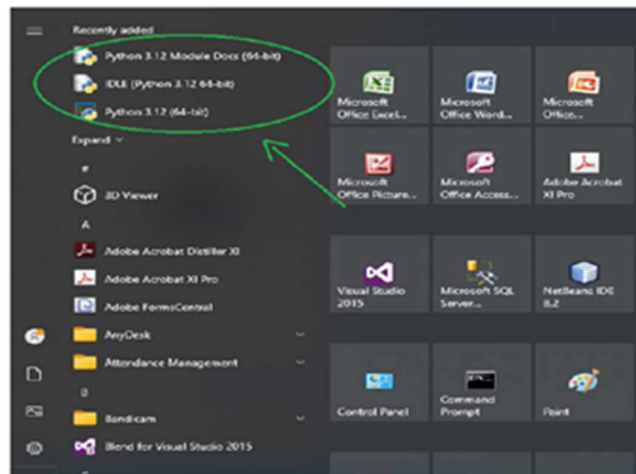 Recently added
Python 3.12 Module Docs (64-bit)
IDLE (Python 3.12 64-bit)
Python 3.12 (64-bit)
Expand
#
3D Viewer
A
Adobe Acrobat Distiller XI
Adobe Acrobat XI Pro
Adobe FormsCentral
AnyDesk
Attendance Management
B
Bandicam
Blend for Visual Studio 2015
Microsoft
Office Excel...
Microsoft
Office Word...
Microsoft
Office...
Microsoft
Office Picture...
Microsoft
Office Access...
Adobe Acrobat
XI Pro
Visual Studio
2015
Microsoft SQL
Server...
NetBeans IDE
8.2
Control Panel
Command
Prompt
Paint